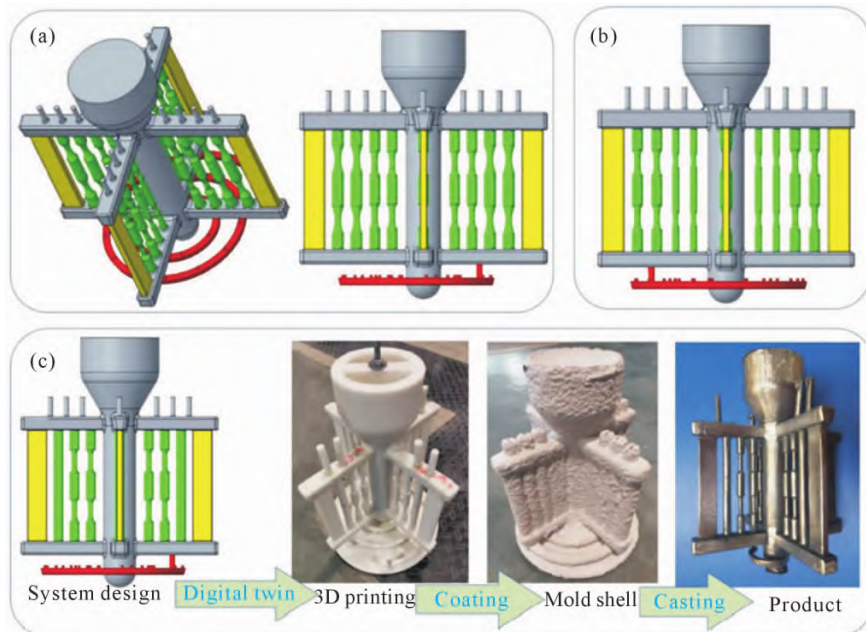 (a)
(b)
(c)
System design
Digital twin
3D printing
Coating
Mold shell
Casting
Product